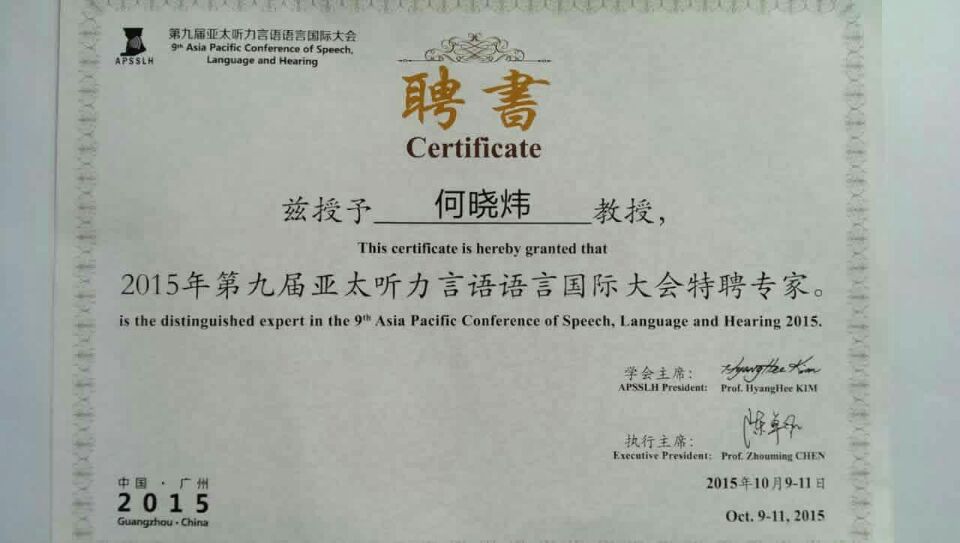 APSSLH
第九届亚太听力言语语言国际大会
9th Asia Pacific Conference of Speech,
Language and Hearing
聘書
Certificate
兹授予 何晓炜 教授，
This certificate is hereby granted that
2015年第九届亚太听力言语语言国际大会特聘专家。
is the distinguished expert in the 9th Asia Pacific Conference of Speech, Language and Hearing 2015.
学会主席： HyangHee Kim
APSSLH President: Prof. HyangHee KIM
执行主席：
Executive President: Prof. Zhouming CHEN
中国·广州
2015
Guangzhou·China
2015年10月9-11日
Oct. 9-11, 2015